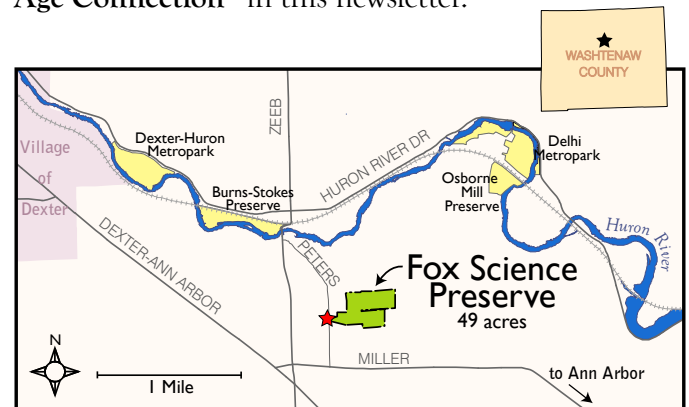 Age Connection" in this newsletter.
WASHTENAW
COUNTY
Village
of
Dexter
Dexter-Huron
Metropark
ZEEB
HURON RIVER DR
Delhi
Metropark
Burns-Stokes
Preserve
Osborne
Mill
Preserve
Huron River
DEXTER-ANN ARBOR
PETERS
Fox Science
Preserve
49 acres
N
1 Mile
MILLER
to Ann Arbor